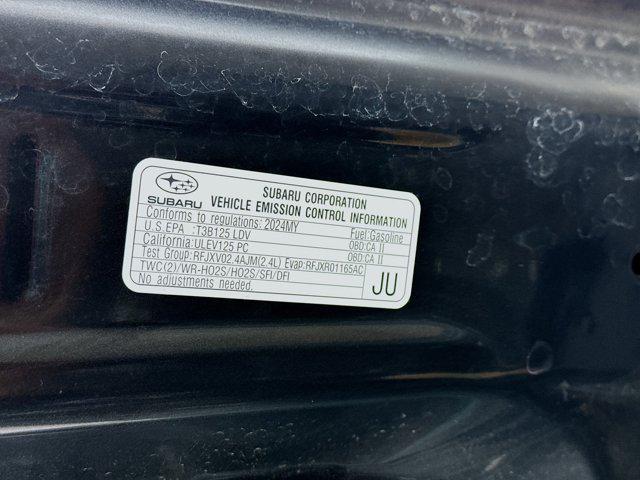 SUBARU
SUBARU CORPORATION
VEHICLE EMISSION CONTROL INFORMATION
Conforms to regulations: 2024MY Fuel:Gasoline
U.S.EPA :T3B125 LDV OBD:CA II
California:ULEV125 PC OBD:CA II
Test Group:RFJXV02.4AJM(2.4L) Evap:RFJXR01165AC
TWC(2)/WR-HO2S/HO2S/SFI/DFI
No adjustments needed.
JU